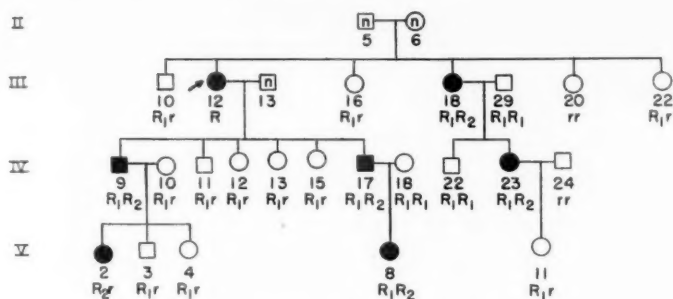 II n n
5 6
III n
10 12 13 16 18 29 20 22
R₁r R R₁r R₁R₂ R₁R₁ rr R₁r
IV
9 10 11 12 13 15 17 18 22 23 24
R₁R₂ R₁r R₁r R₁r R₁r R₁r R₁R₂ R₁R₁ R₁R₁ R₁R₂ rr
V
2 3 4 8 11
R₂r R₁r R₁r R₁R₂ R₁r